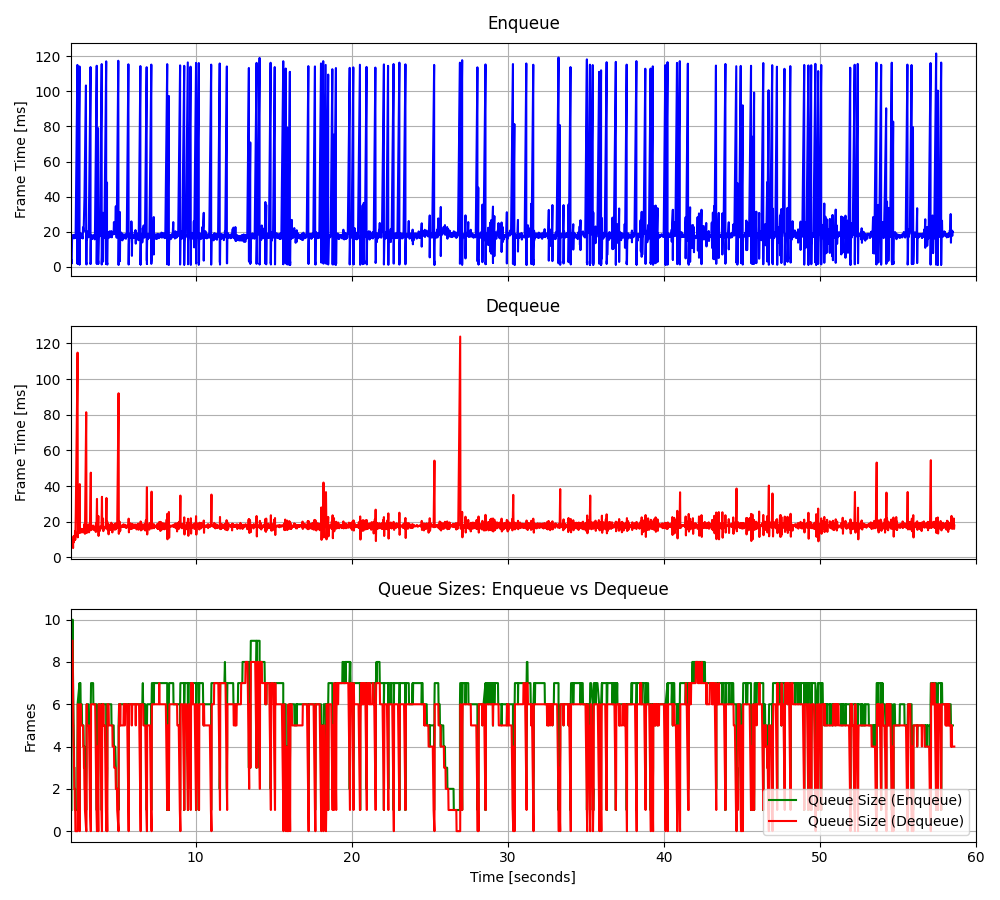 Enqueue
Frame Time [ms]
120
100
80
60
40
20
0
Dequeue
Frame Time [ms]
120
100
80
60
40
20
0
Queue Sizes: Enqueue vs Dequeue
Frames
10
8
6
4
2
0
Queue Size (Enqueue)
Queue Size (Dequeue)
10 20 30 40 50 60
Time [seconds]